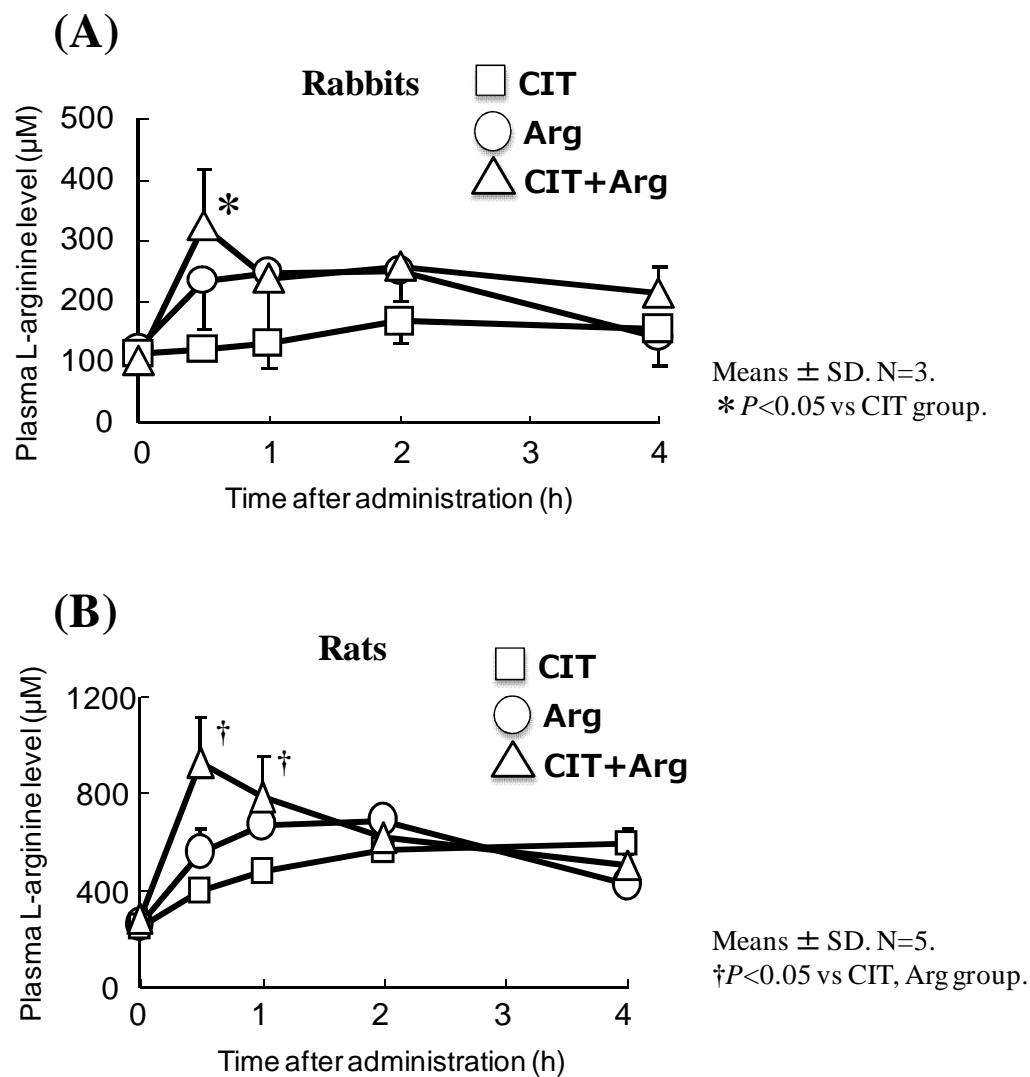 (A)
Rabbits
CIT
Arg
CIT+Arg
Plasma L-arginine level (µM)
500
400
300
200
100
0
*
0 1 2 3 4
Time after administration (h)
Means ± SD. N=3.
* P<0.05 vs CIT group.
(B)
Rats
CIT
Arg
CIT+Arg
Plasma L-arginine level (µM)
1200
800
400
0
†
†
0 1 2 3 4
Time after administration (h)
Means ± SD. N=5.
†P<0.05 vs CIT, Arg group.